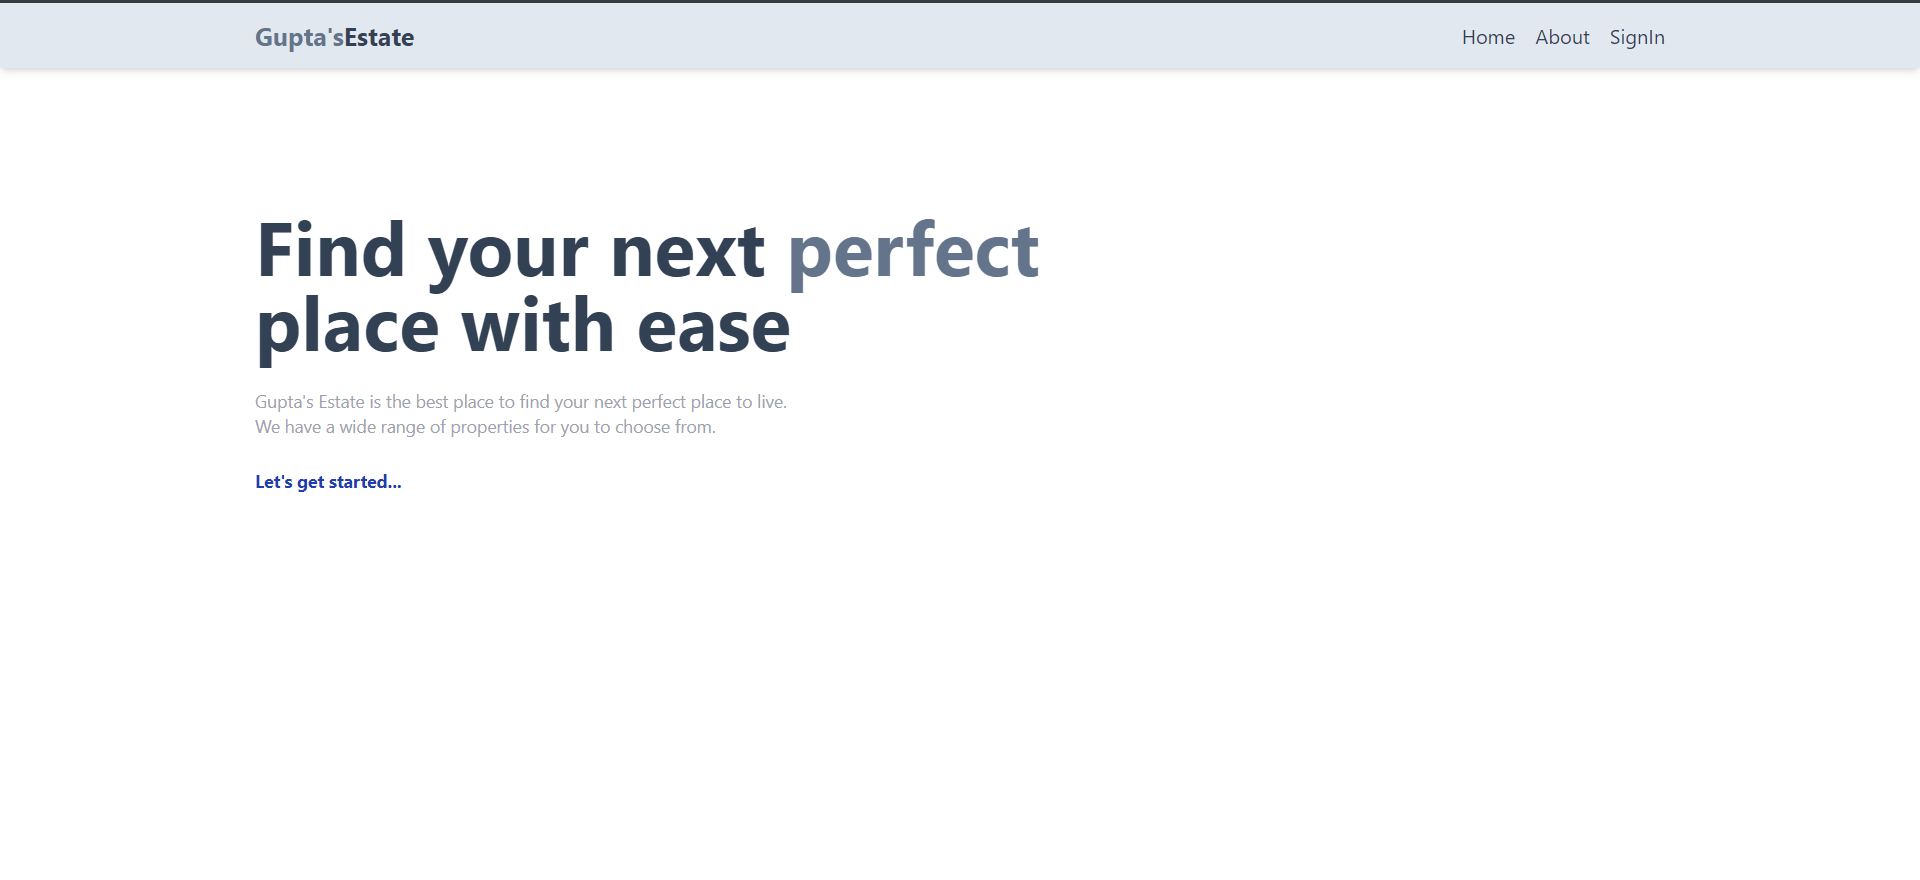 Gupta'sEstate
Home About SignIn
Find your next perfect
place with ease
Gupta's Estate is the best place to find your next perfect place to live.
We have a wide range of properties for you to choose from.
Let's get started...